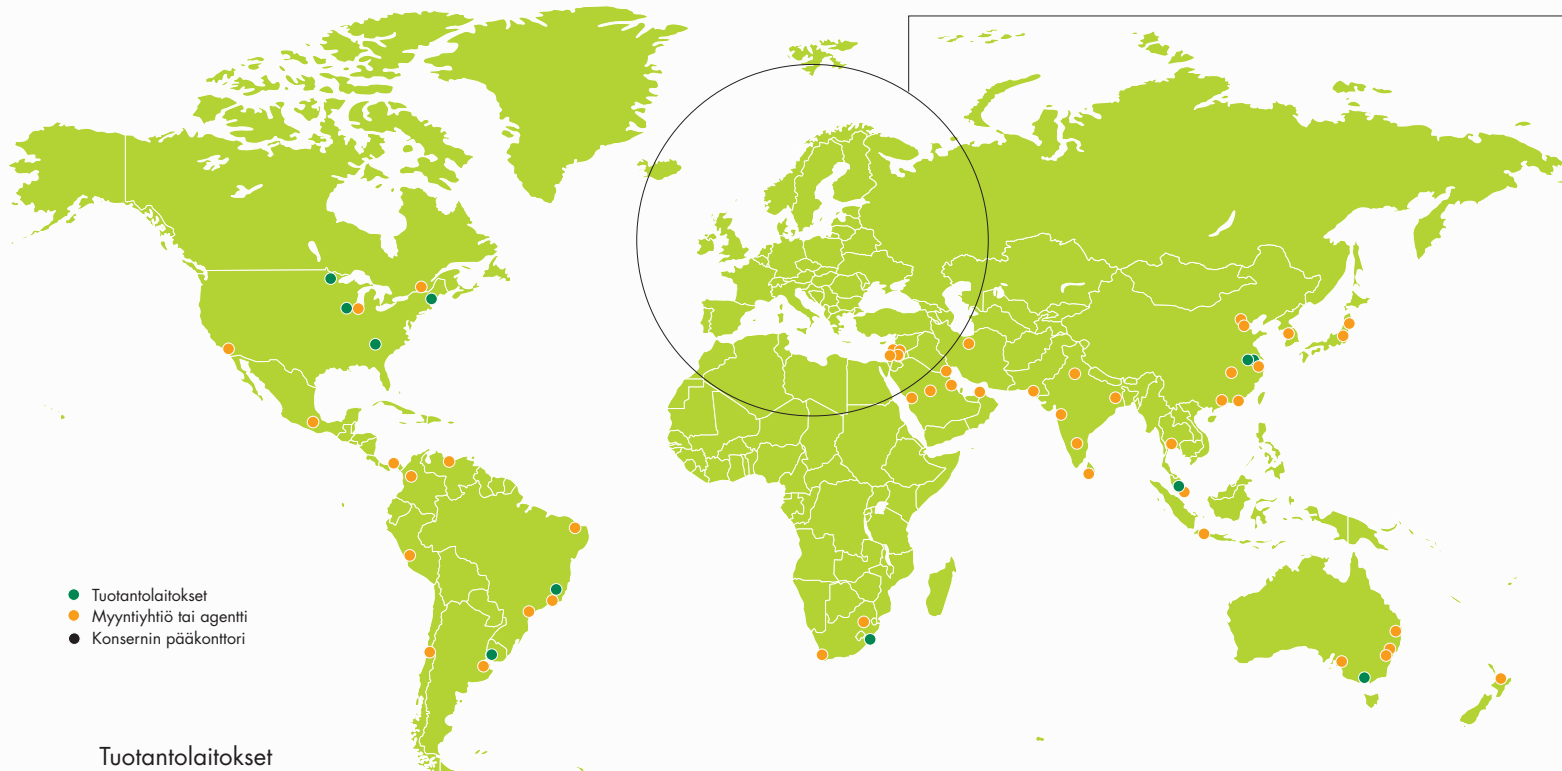 Tuotantolaitokset
Myyntiyhtiö tai agentti
Konsernin pääkonttori
Tuotantolaitokset